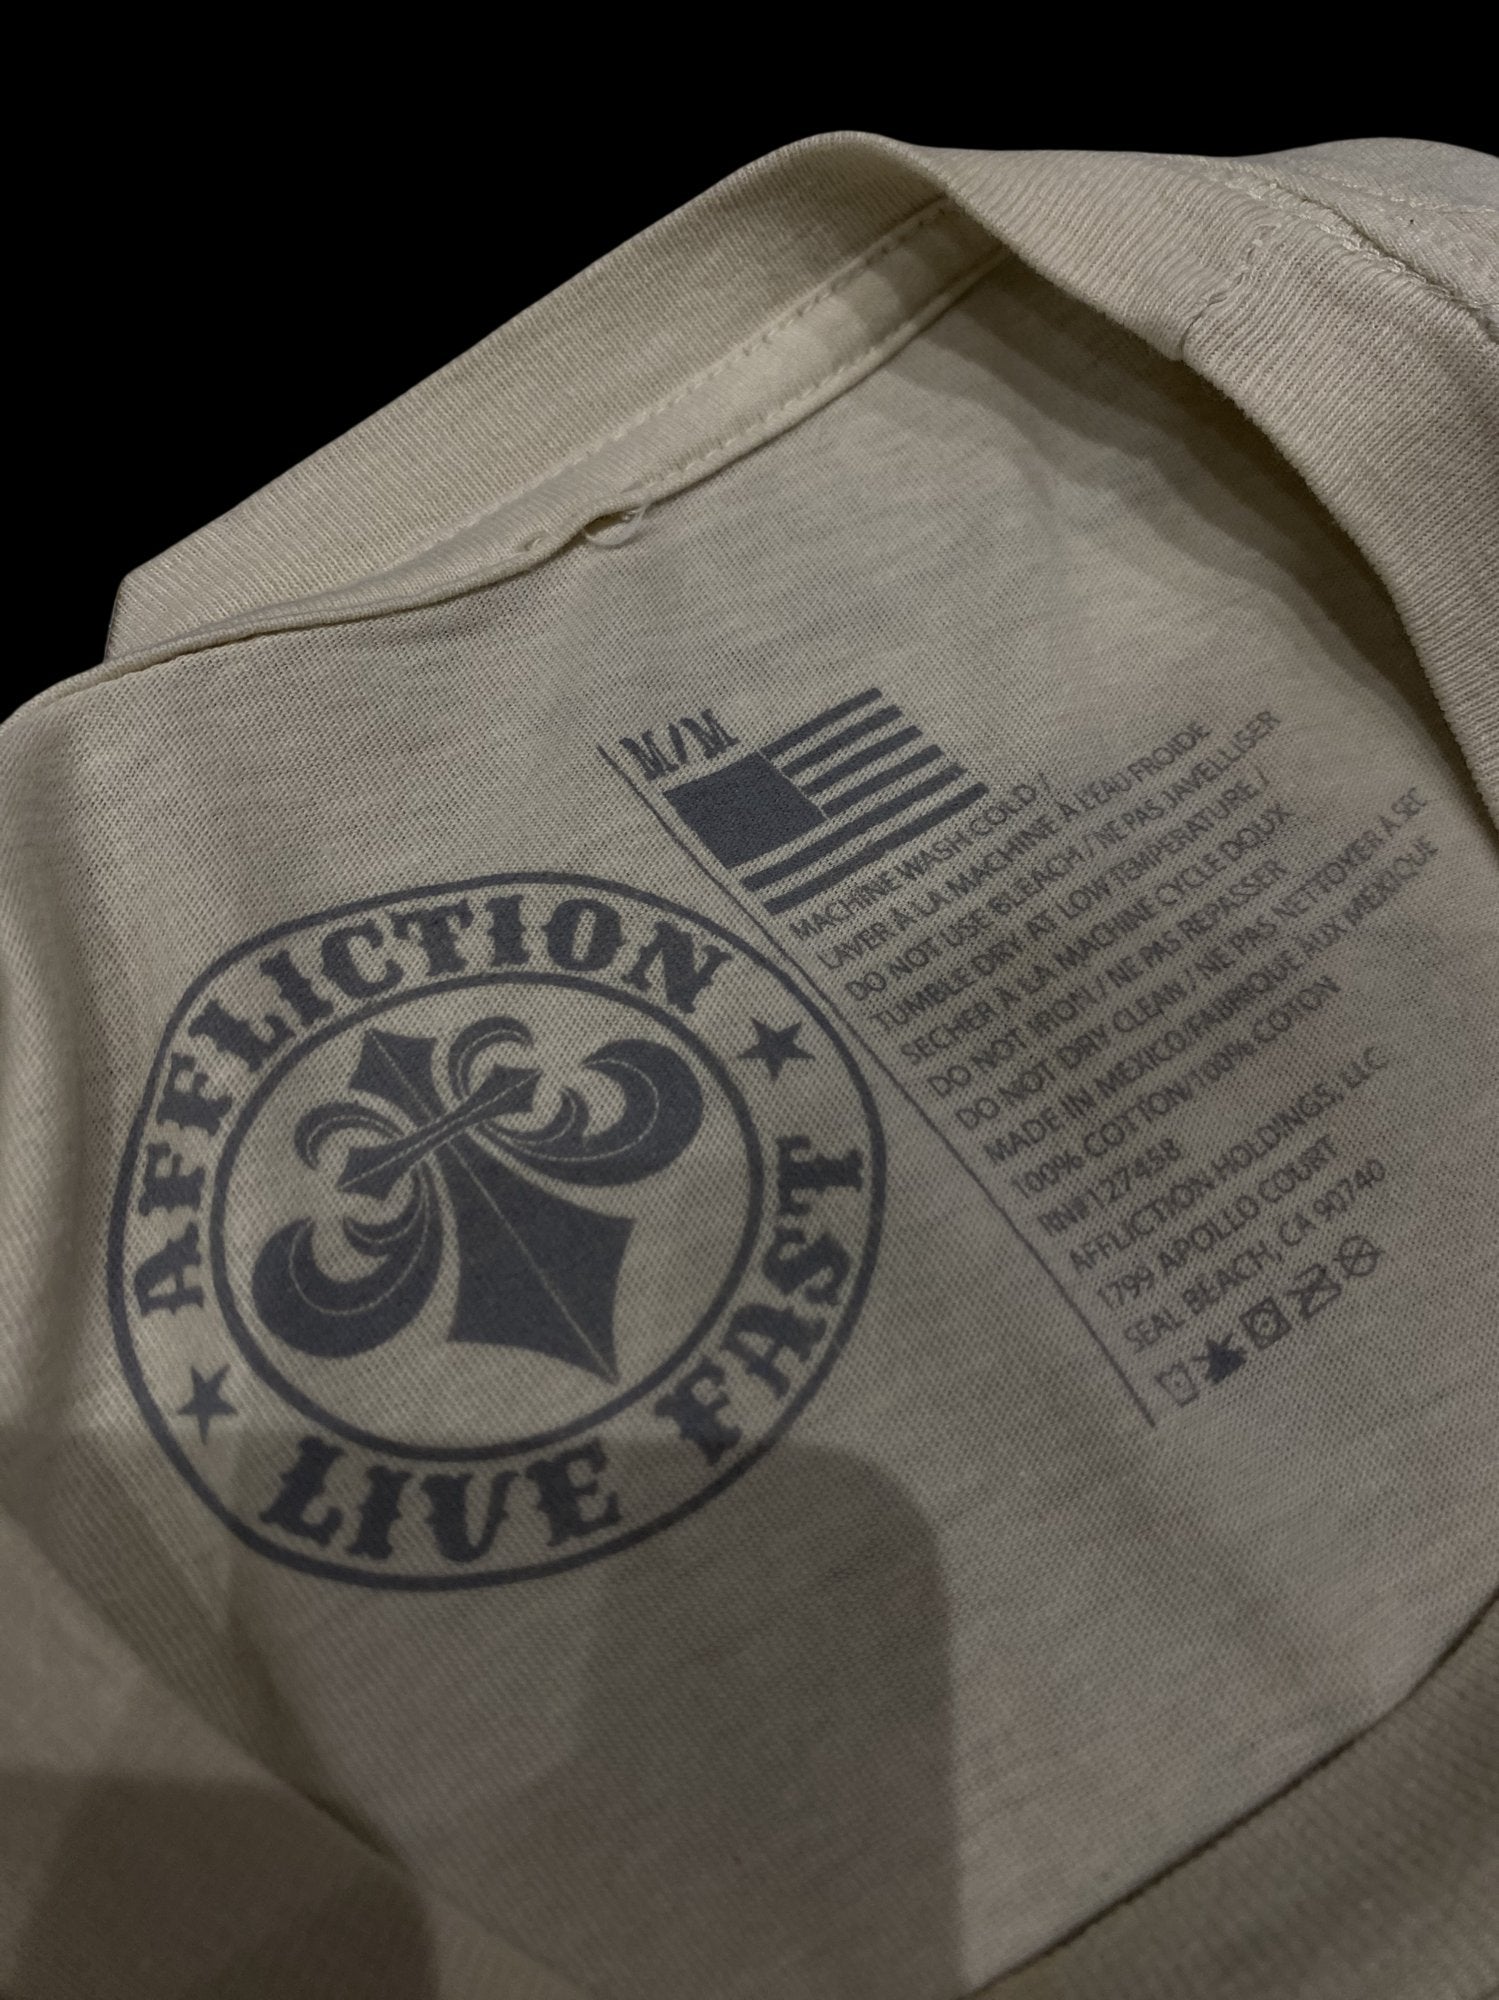 AFFLICTION
LIVE FAST
M/M
MACHINE WASH COLD /
LAVER À LA MACHINE A L'EAU FROIDE
DO NOT USE BLEACH / NE PAS JAVELLISER
TUMBLE DRY AT LOW TEMPERATURE /
SECHER À LA MACHINE CYCLE DOUX
DO NOT IRON / NE PAS REPASSER
DO NOT DRY CLEAN / NE PAS NETTOYER A SEC
MADE IN MEXICO/FABRIQUE AUX MEXIQUE
100% COTTON/100% COTON
RN#127458
AFFLICTION HOLDINGS, LLC
1799 APOLLO COURT
SEAL BEACH, CA 90740